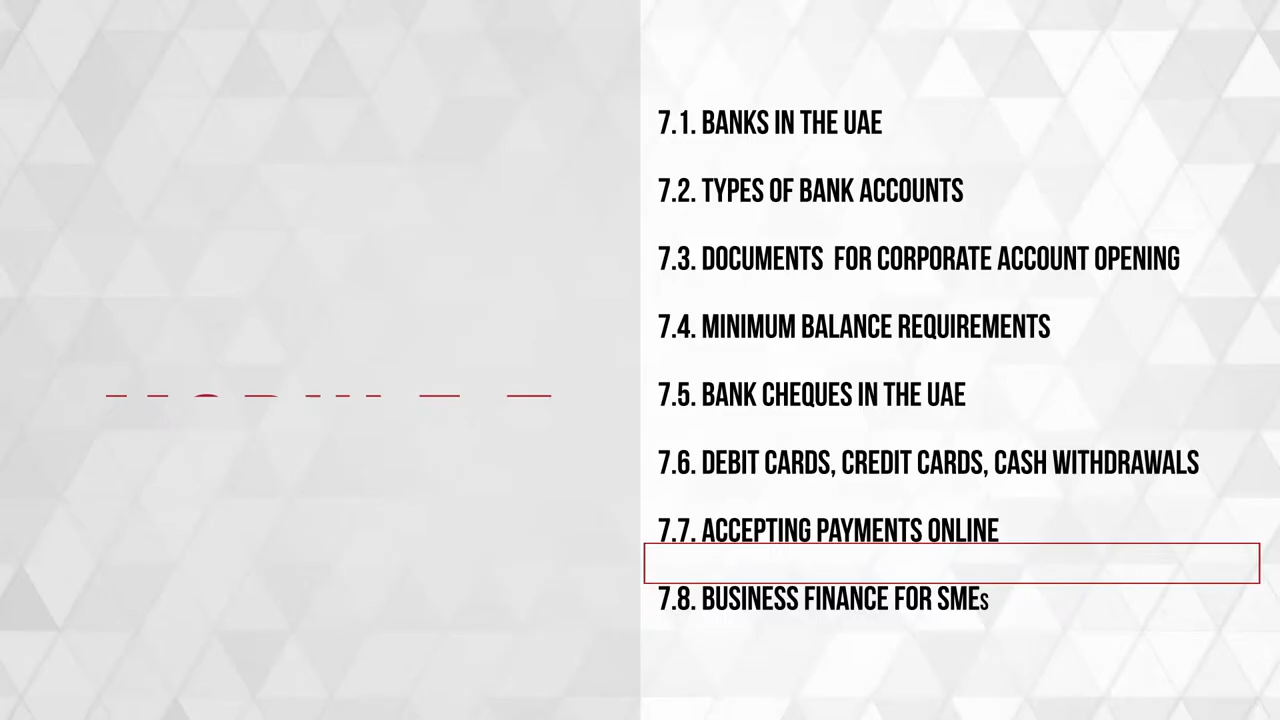 7.1. BANKS IN THE UAE
7.2. TYPES OF BANK ACCOUNTS
7.3. DOCUMENTS  FOR CORPORATE ACCOUNT OPENING
7.4. MINIMUM BALANCE REQUIREMENTS
7.5. BANK CHEQUES IN THE UAE
7.6. DEBIT CARDS, CREDIT CARDS, CASH WITHDRAWALS
7.7. ACCEPTING PAYMENTS ONLINE
7.8. BUSINESS FINANCE FOR SMEs